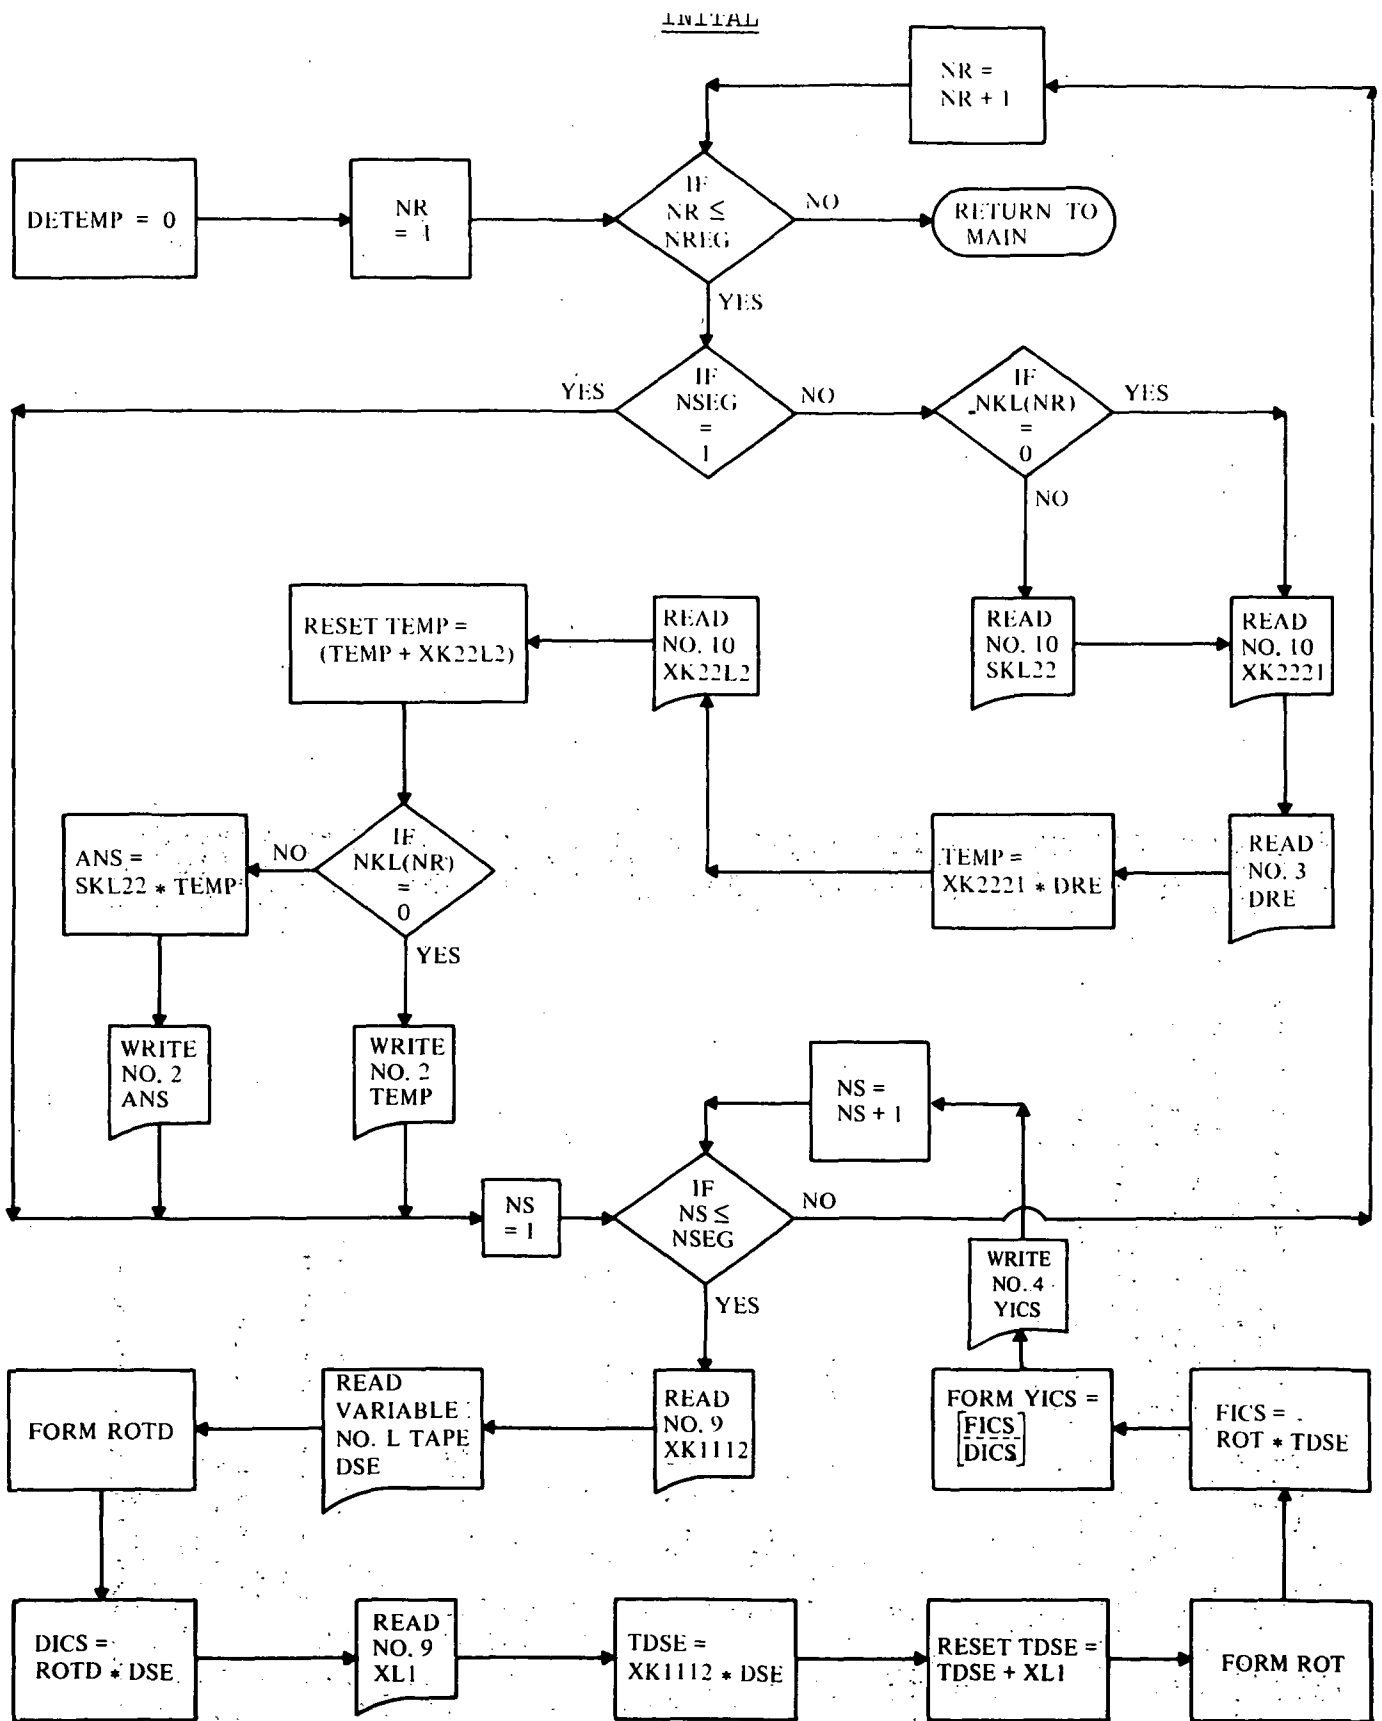 INITAL
NR =
NR + 1
DETEMP = 0
NR
= 1
IF
NR ≤
NREG
NO
RETURN TO
MAIN
YES
YES
IF
NSEG
=
1
NO
IF
NKL(NR)
=
0
YES
NO
RESET TEMP =
(TEMP + XK22L2)
READ
NO. 10
XK22L2
READ
NO. 10
SKL22
READ
NO. 10
XK2221
ANS =
SKL22 * TEMP
NO
IF
NKL(NR)
=
0
YES
TEMP =
XK2221 * DRE
READ
NO. 3
DRE
WRITE
NO. 2
ANS
WRITE
NO. 2
TEMP
NS =
NS + 1
NS
= 1
IF
NS ≤
NSEG
NO
YES
WRITE
NO. 4
YICS
FORM ROTD
READ
VARIABLE
NO. L TAPE
DSE
READ
NO. 9
XK1112
FORM YICS =
[FICS]
[DICS]
FICS =
ROT * TDSE
DICS =
ROTD * DSE
READ
NO. 9
XL1
TDSE =
XK1112 * DSE
RESET TDSE =
TDSE + XL1
FORM ROT